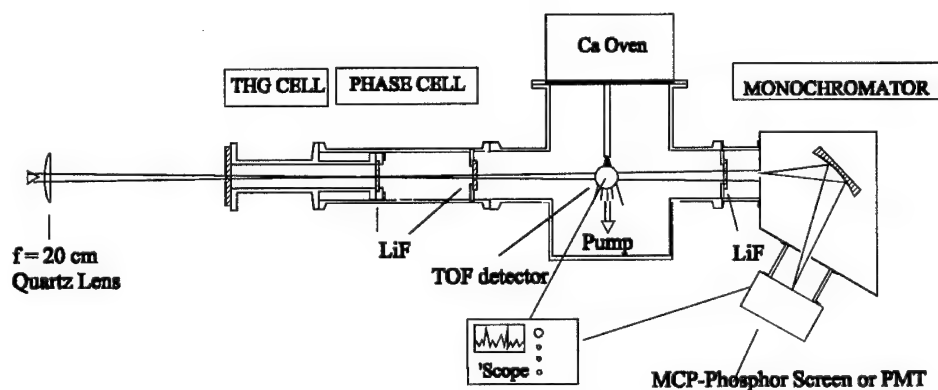 Ca Oven
THG CELL
PHASE CELL
MONOCHROMATOR
f = 20 cm
Quartz Lens
LiF
TOF detector
Pump
LiF
'Scope
MCP-Phosphor Screen or PMT